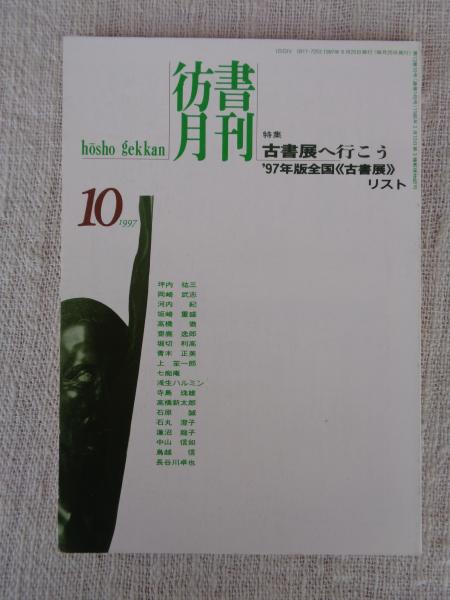 彷書月刊
hōsho gekkan
特集
古書展へ行こう
'97年版全国《古書展》
リスト
10
1997
坪内 祐三
岡崎 武志
河内 紀
坂崎 重盛
高橋 徹
齋鹿 逸郎
堀切 利高
青木 正美
上 笙一郎
七痴庵
浅生ハルミン
寺島 珠雄
高橋新太郎
石原 誠
石丸 澄子
蓮沼 龍子
中山 信如
鳥越 信
長谷川卓也